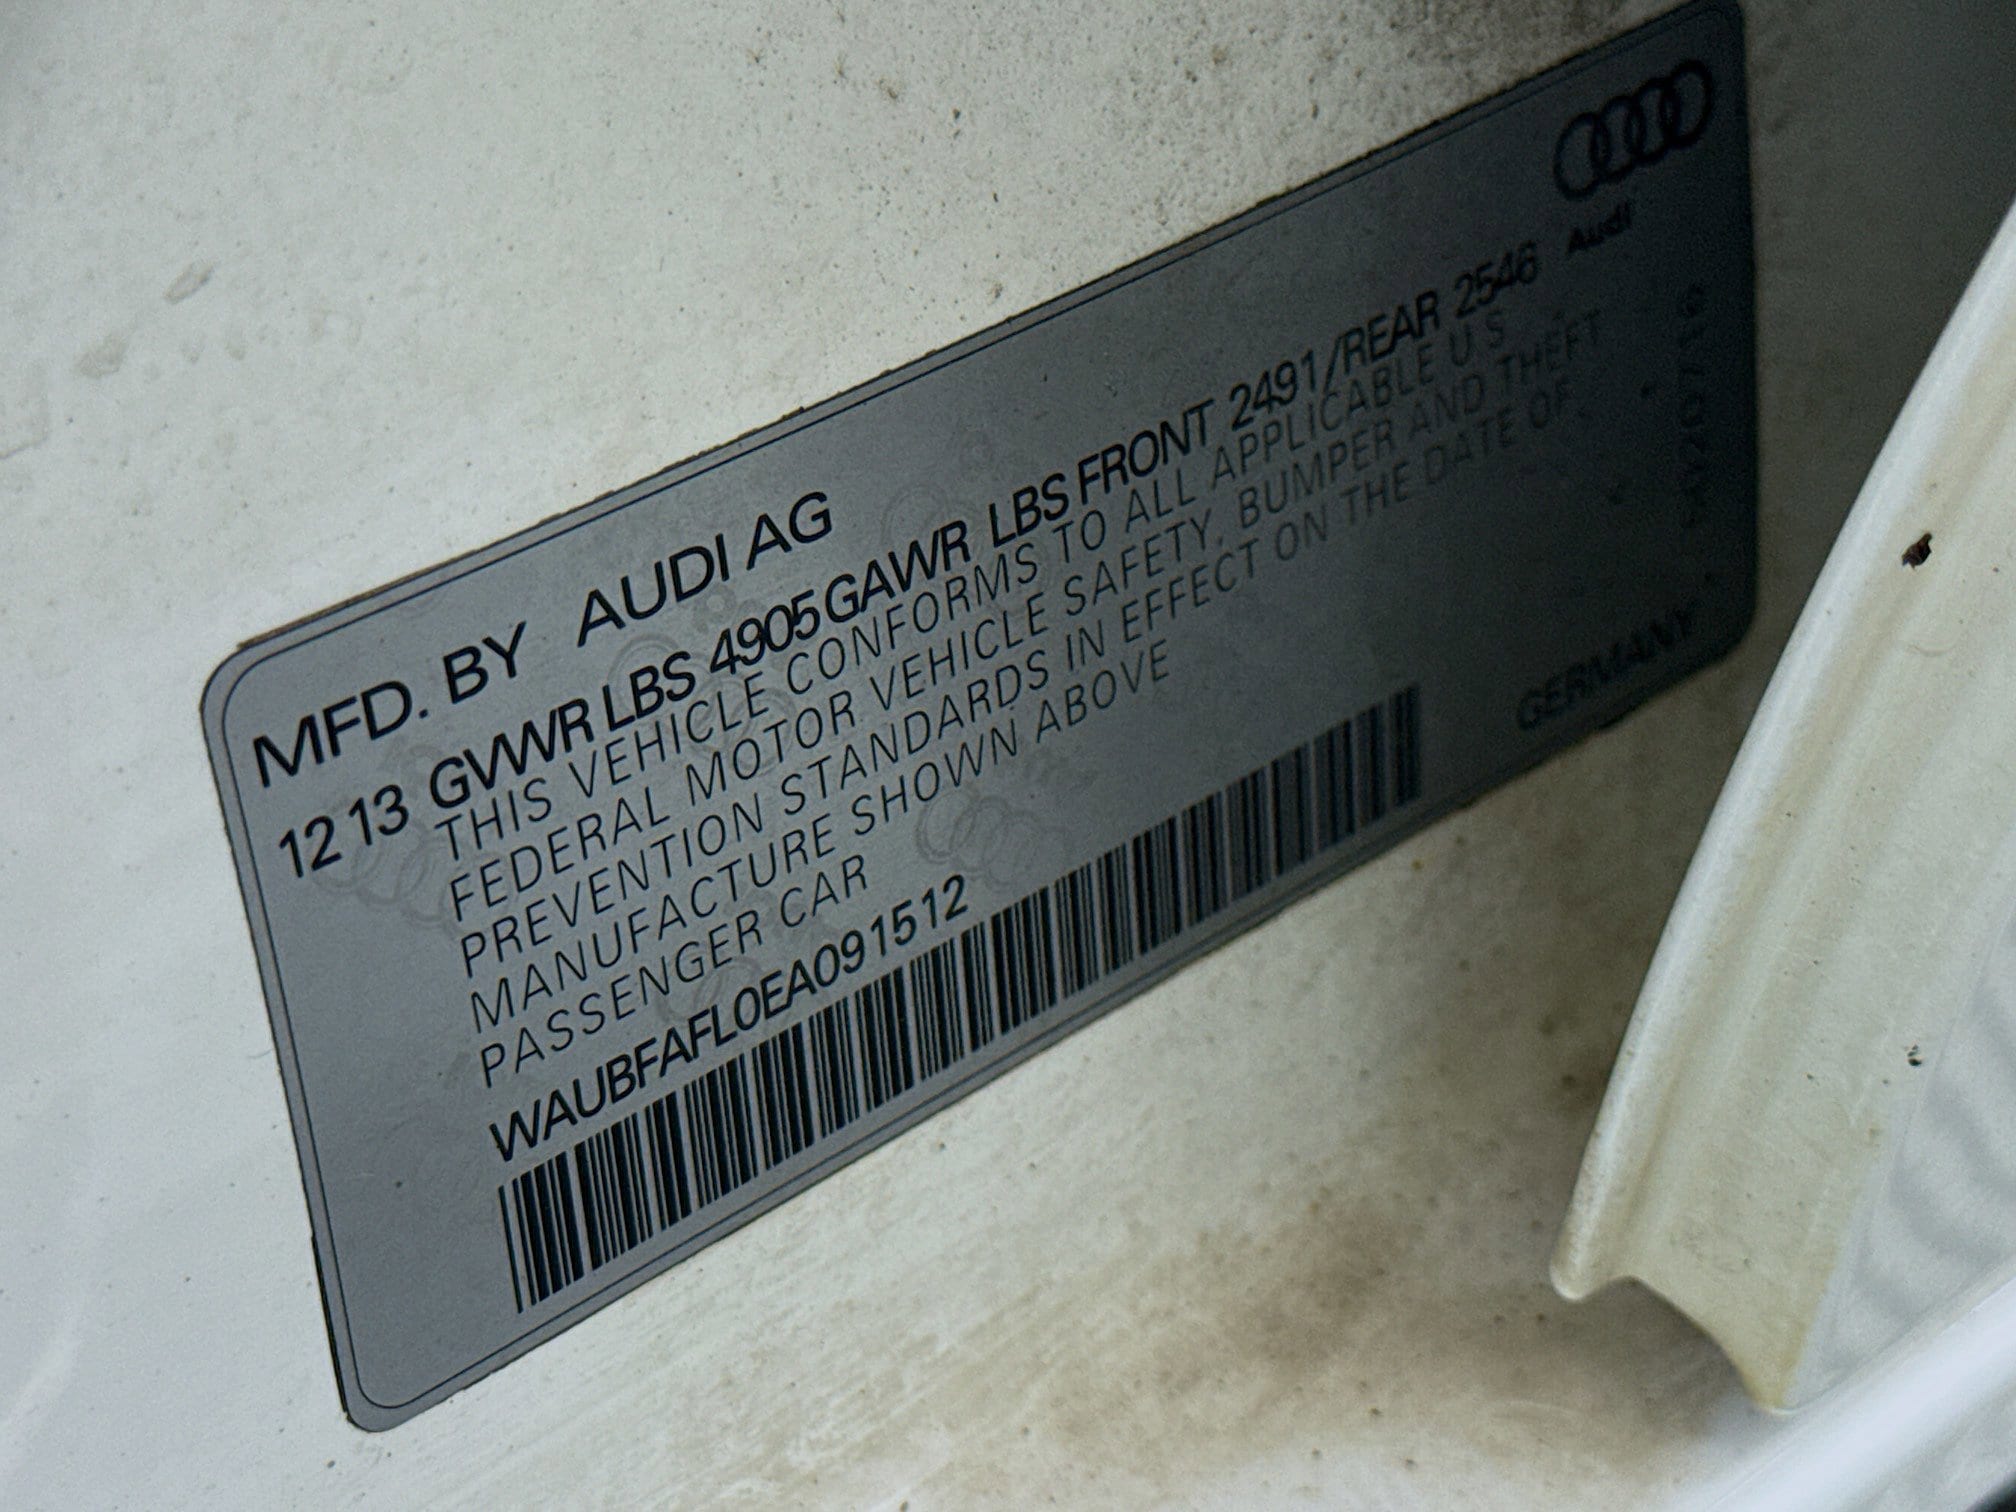 Audi
MFD. BY AUDI AG
12 13 GVWR LBS 4905 GAWR LBS FRONT 2491/REAR 2546
THIS VEHICLE CONFORMS TO ALL APPLICABLE U S
FEDERAL MOTOR VEHICLE SAFETY, BUMPER AND THEFT
PREVENTION STANDARDS IN EFFECT ON THE DATE OF
MANUFACTURE SHOWN ABOVE
PASSENGER CAR
WAUBFAFL0EA091512
GERMANY